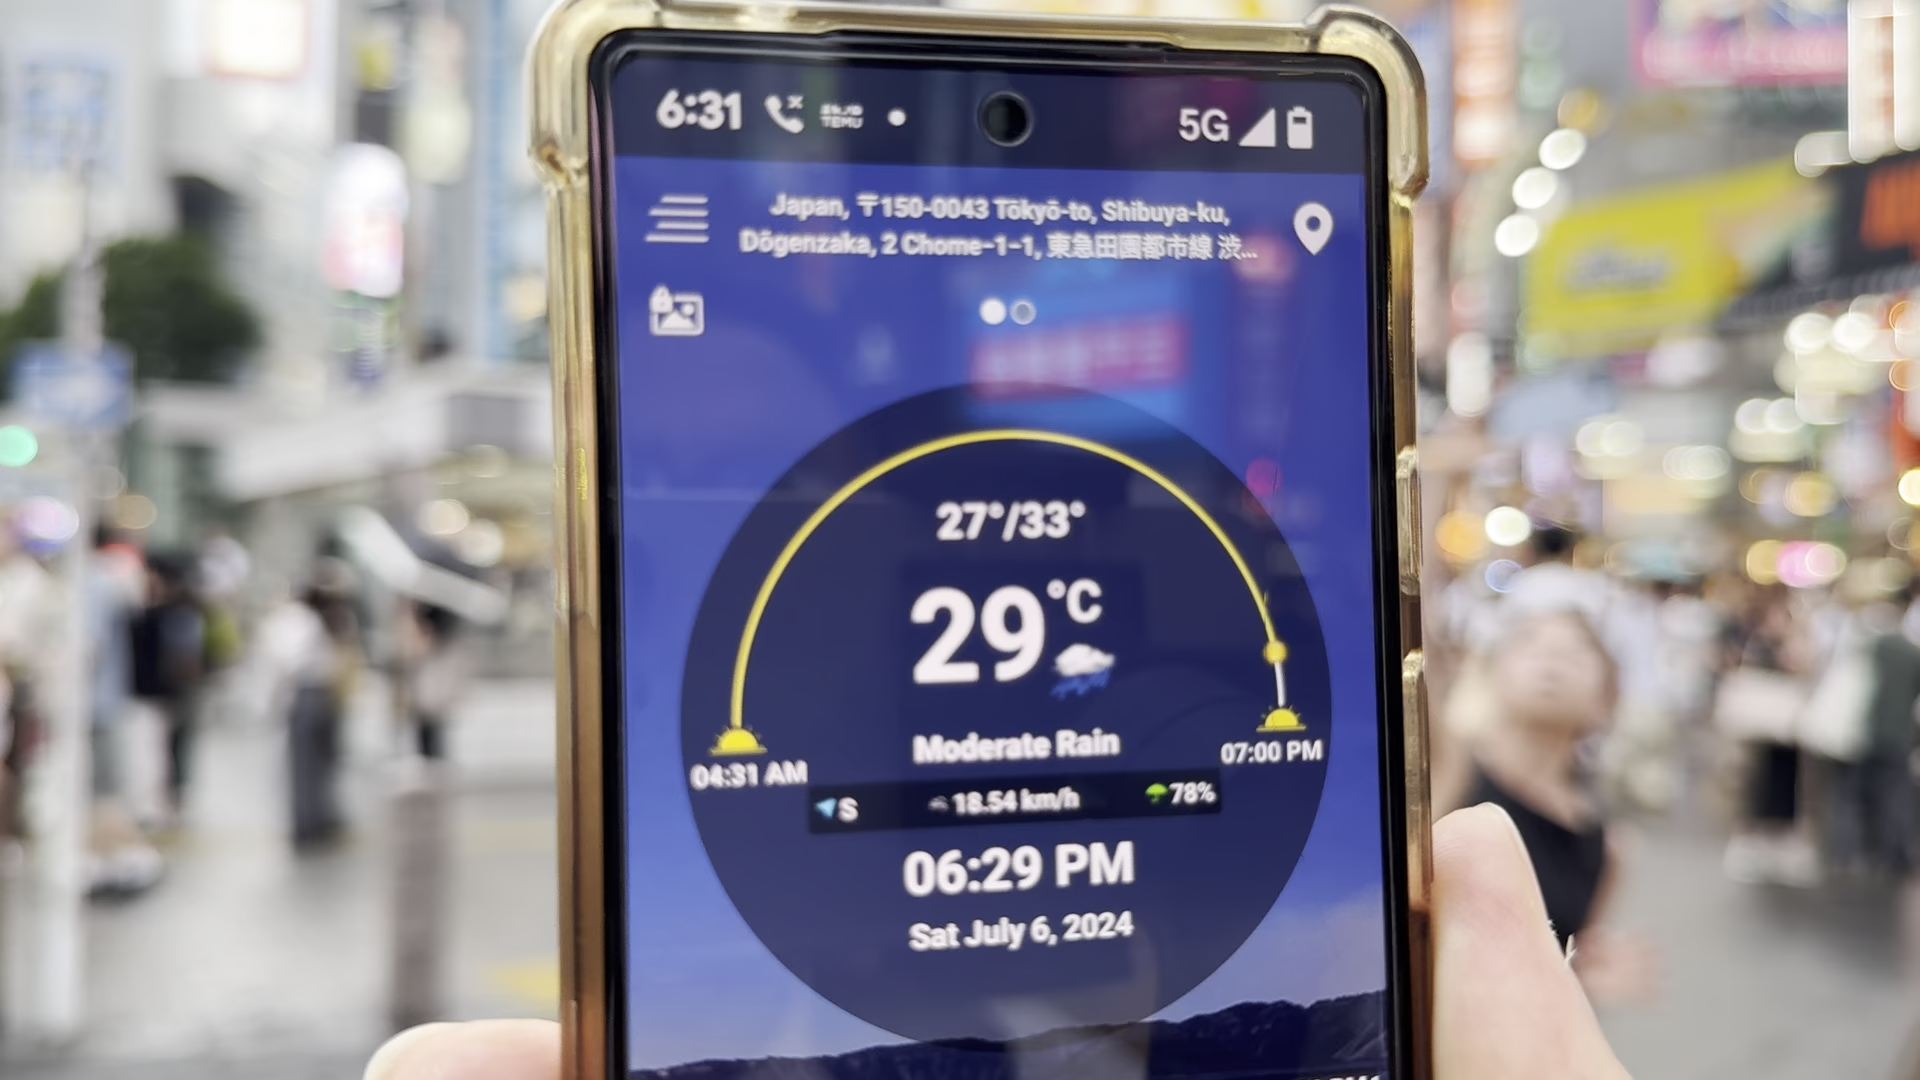 6:31
TEMU
5G
Japan, 〒150-0043 Tōkyō-to, Shibuya-ku,
Dōgenzaka, 2 Chome−1−1, 東急田園都市線 渋...
27°/33°
29°C
Moderate Rain
04:31 AM
07:00 PM
S
18.54 km/h
78%
06:29 PM
Sat July 6, 2024